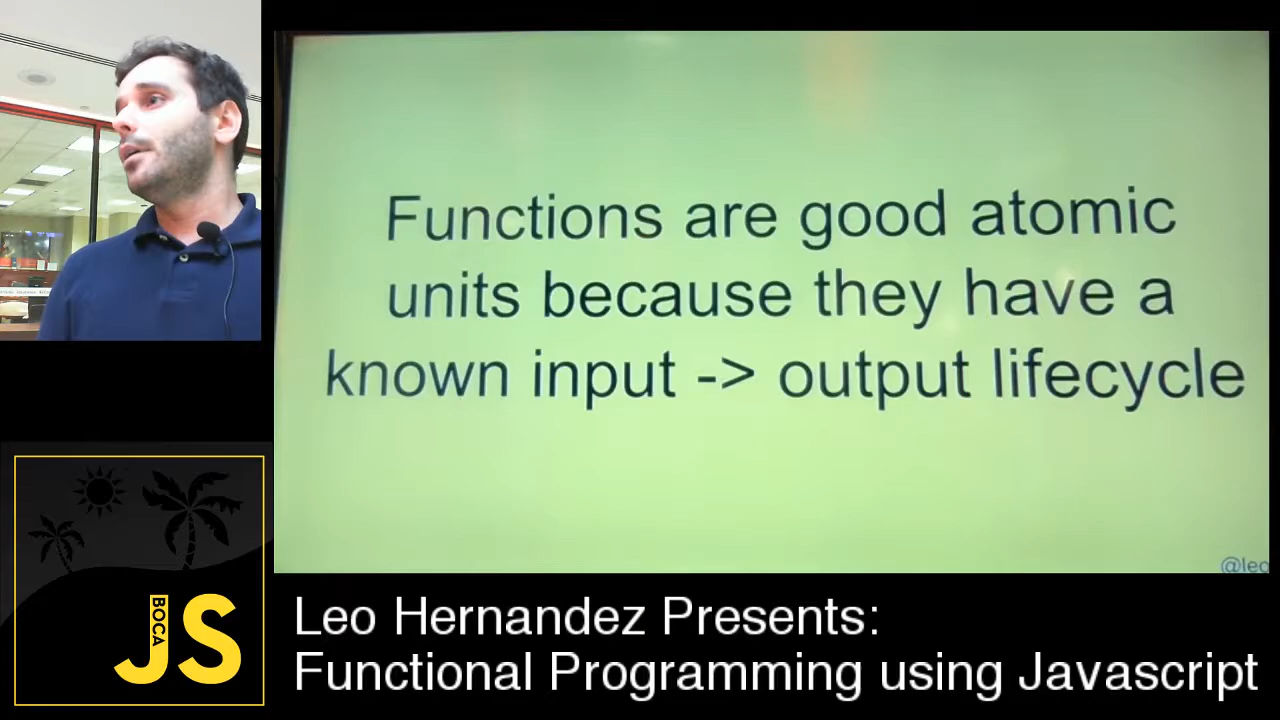 Functions are good atomic
units because they have a
known input -> output lifecycle
@leo
BOCA
JS
Leo Hernandez Presents:
Functional Programming using Javascript